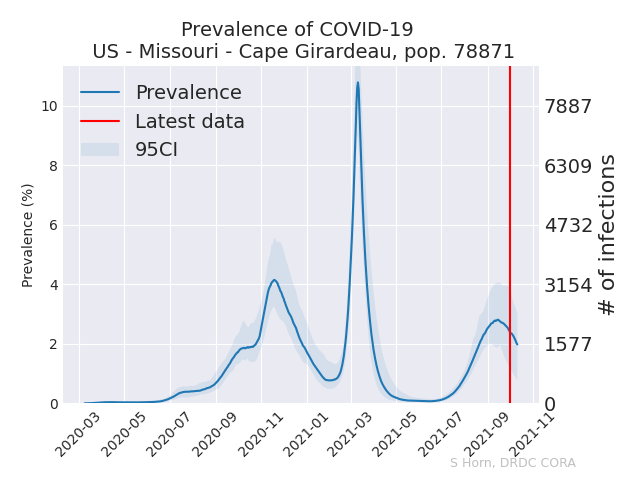 Prevalence of COVID-19
US - Missouri - Cape Girardeau, pop. 78871
Prevalence
Latest data
95CI
Prevalence (%)
10
8
6
4
2
0
# of infections
7887
6309
4732
3154
1577
0
2020-03
2020-05
2020-07
2020-09
2020-11
2021-01
2021-03
2021-05
2021-07
2021-09
2021-11
S Horn, DRDC CORA